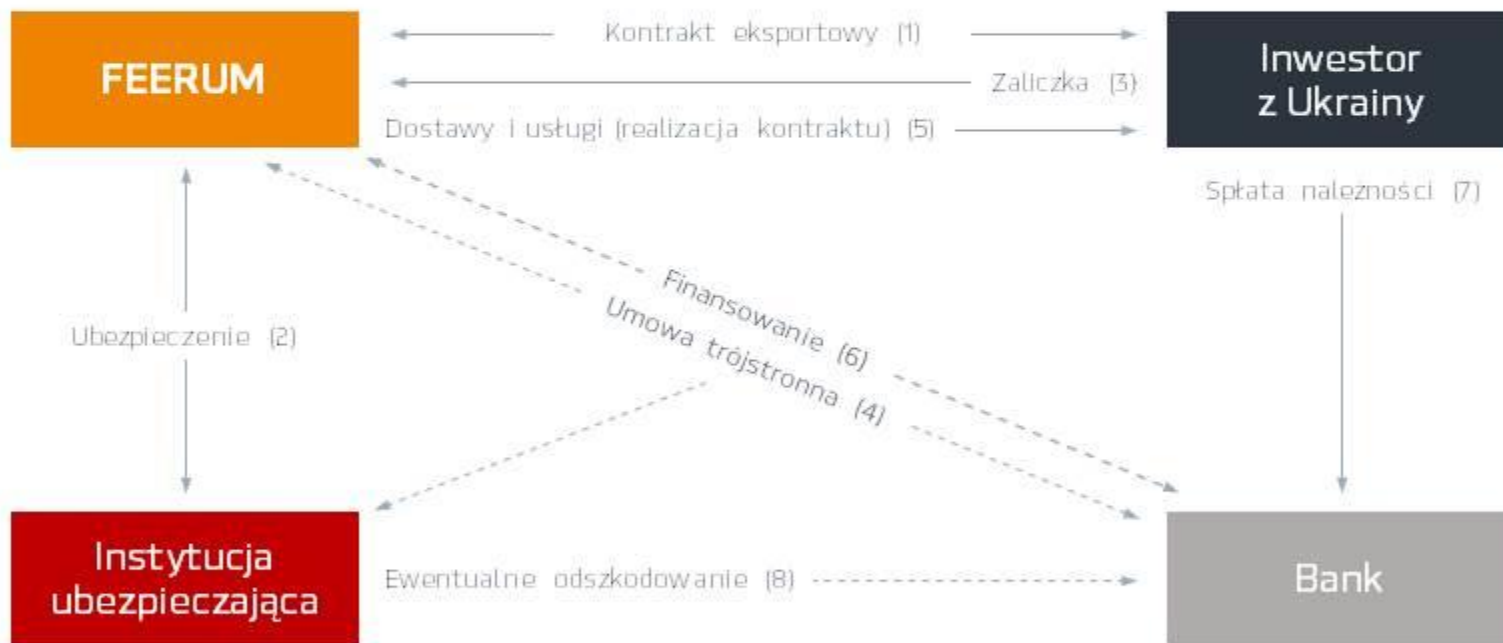 FEERUM
Kontrakt eksportowy (1)
Inwestor
z Ukrainy
Zaliczka (3)
Dostawy i usługi (realizacja kontraktu) (5)
Spłata należności (7)
Finansowanie (6)
Umowa trójstronna (4)
Ubezpieczenie (2)
Instytucja
ubezpieczająca
Ewentualne odszkodowanie (8)
Bank